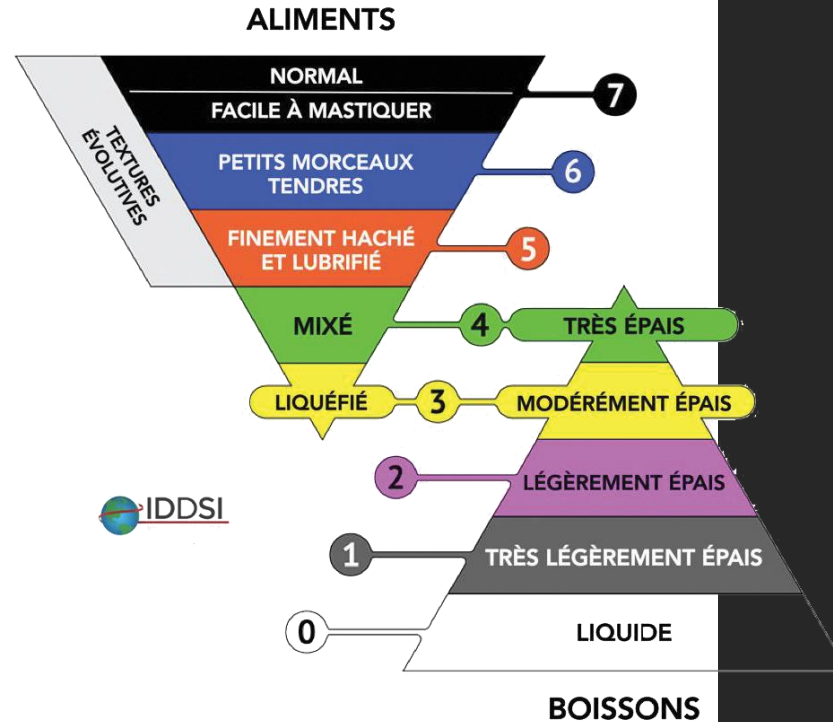 ALIMENTS
NORMAL
7
FACILE À MASTIQUER
TEXTURES
ÉVOLUTIVES
PETITS MORCEAUX
TENDRES
6
FINEMENT HACHÉ
ET LUBRIFIÉ
5
MIXÉ
4
TRÈS ÉPAIS
LIQUÉFIÉ
3
MODÉRÉMENT ÉPAIS
2
LÉGÈREMENT ÉPAIS
IDDSI
1
TRÈS LÉGÈREMENT ÉPAIS
0
LIQUIDE
BOISSONS